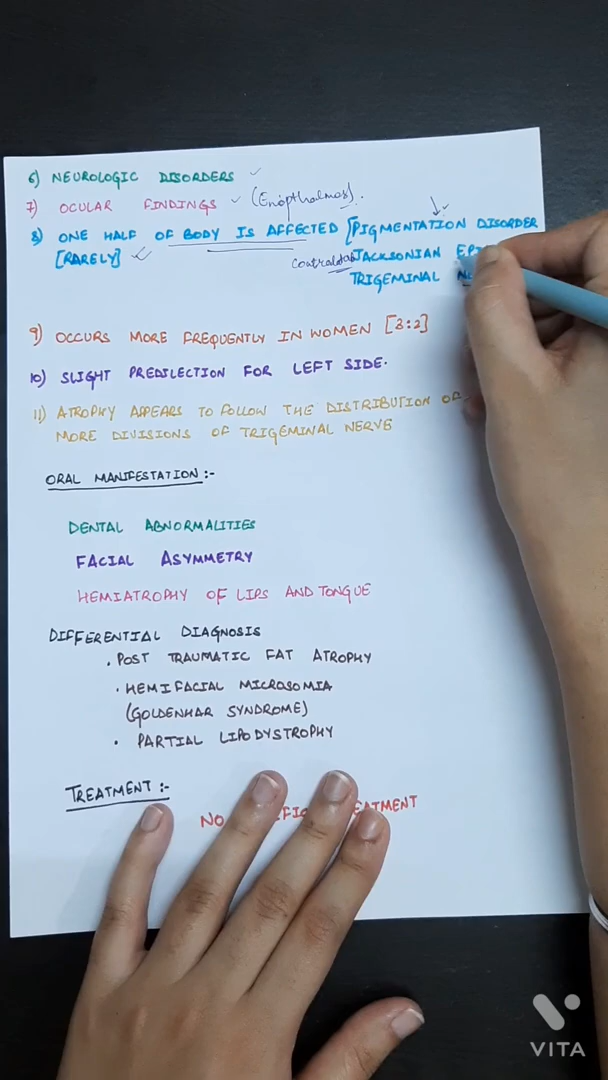 6) NEUROLOGIC DISORDERS
7) OCULAR FINDINGS (Enopthalmos).
8) ONE HALF OF BODY IS AFFECTED [PIGMENTATION DISORDER
[RARELY] JACKSONIAN
TRIGEMINAL
9) OCCURS MORE FREQUENTLY IN WOMEN [3:2]
10) SLIGHT PREDILECTION FOR LEFT SIDE.
11) ATROPHY APPEARS TO FOLLOW THE DISTRIBUTION OF
MORE DIVISIONS OF TRIGEMINAL NERVE
ORAL MANIFESTATION :-
DENTAL ABNORMALITIES
FACIAL ASYMMETRY
HEMIATROPHY OF LIPS AND TONGUE
DIFFERENTIAL DIAGNOSIS
. POST TRAUMATIC FAT ATROPHY
. HEMIFACIAL MICROSOMIA
(GOLDENHAR SYNDROME)
. PARTIAL LIPODYSTROPHY
TREATMENT :-
NO
VITA